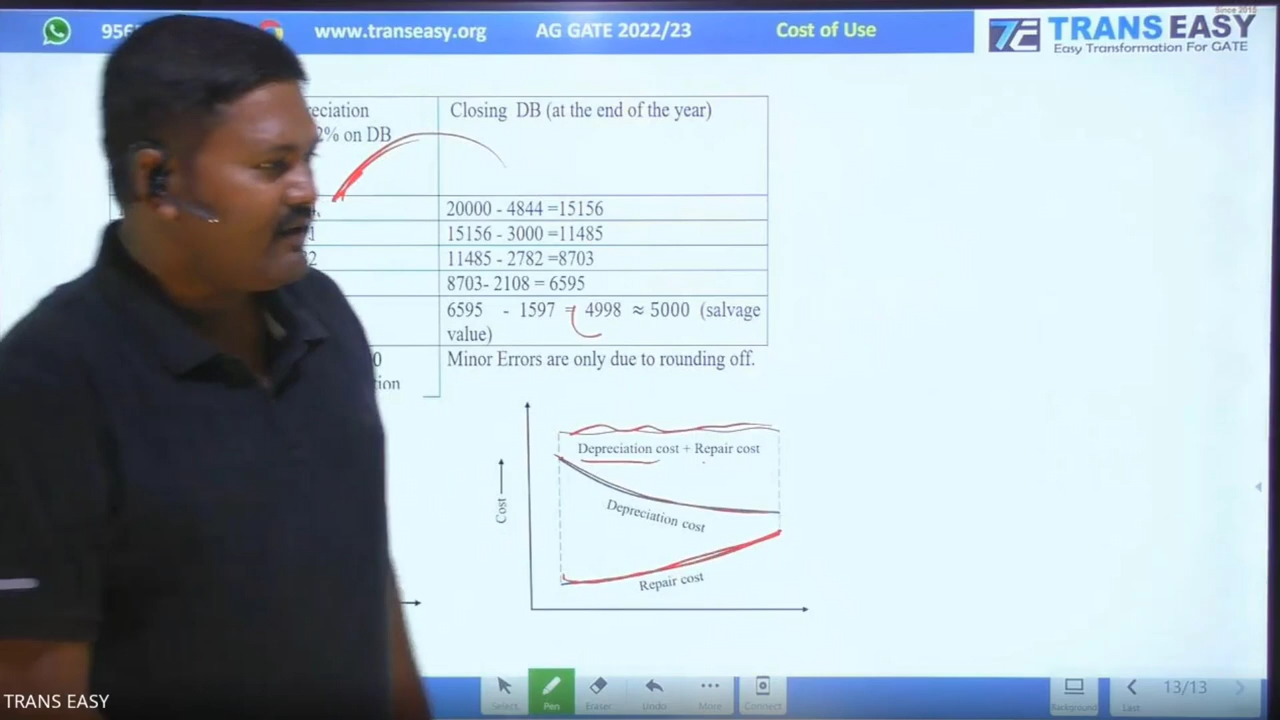 www.transeasy.org AG GATE 2022/23 Cost of Use
Since 2015
TRANS EASY
Easy Transformation For GATE
Closing DB (at the end of the year)
2% on DB
20000 - 4844 =15156
15156 - 3000 =11485
11485 - 2782 =8703
8703- 2108 = 6595
6595 - 1597 = 4998 ≈ 5000 (salvage
value)
Minor Errors are only due to rounding off.
Depreciation cost + Repair cost
Cost
Depreciation cost
Repair cost
Select Pen Eraser Undo More Connect Background Last 13/13
TRANS EASY